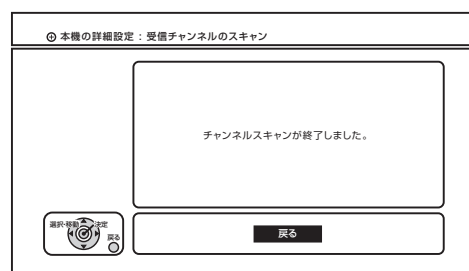 本機の詳細設定 : 受信チャンネルのスキャン
チャンネルスキャンが終了しました。
選択・移動 決定
戻る
戻る